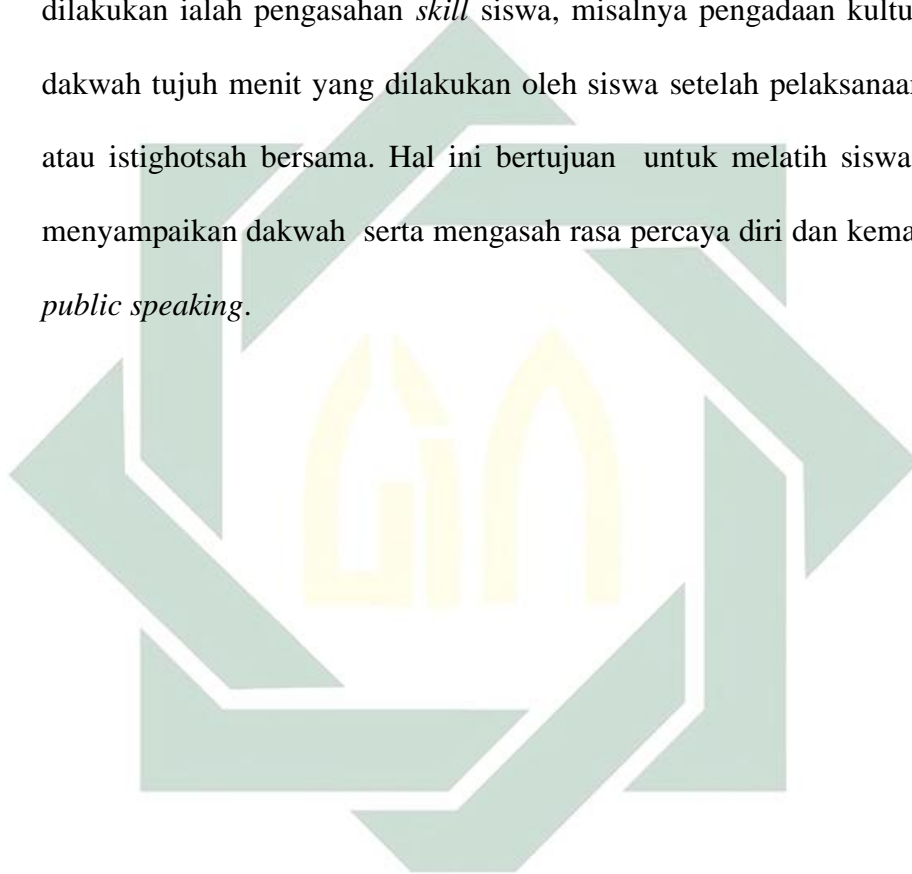 dilakukan ialah pengasahan skill siswa, misalnya pengadaan kultu
dakwah tujuh menit yang dilakukan oleh siswa setelah pelaksanaan
atau istighotsah bersama. Hal ini bertujuan untuk melatih siswa
menyampaikan dakwah serta mengasah rasa percaya diri dan kema
public speaking.